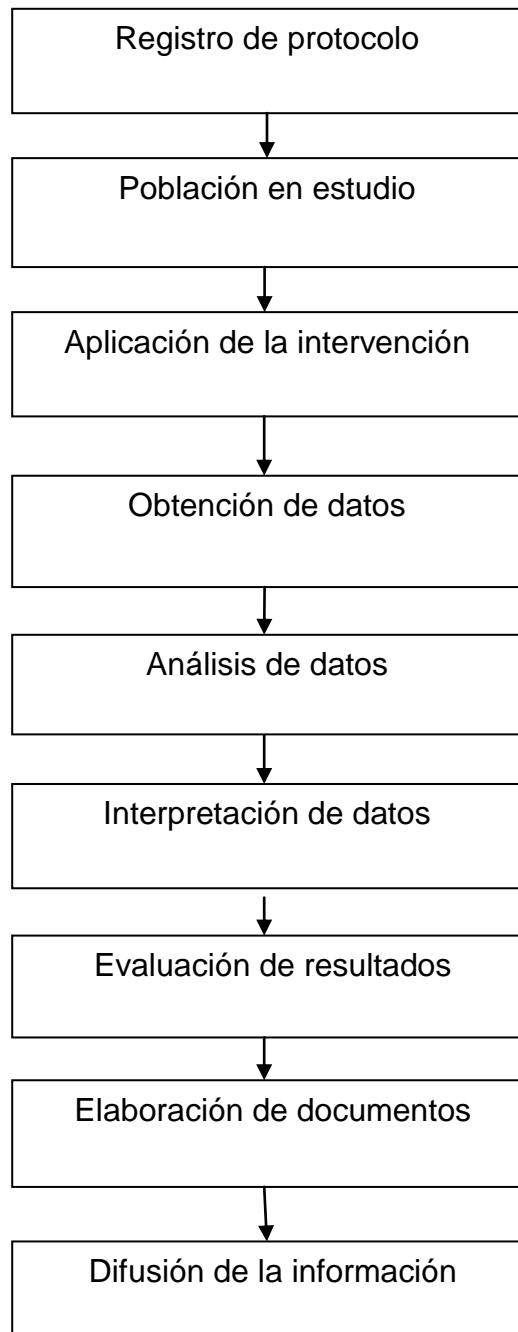 Registro de protocolo
Población en estudio
Aplicación de la intervención
Obtención de datos
Análisis de datos
Interpretación de datos
Evaluación de resultados
Elaboración de documentos
Difusión de la información